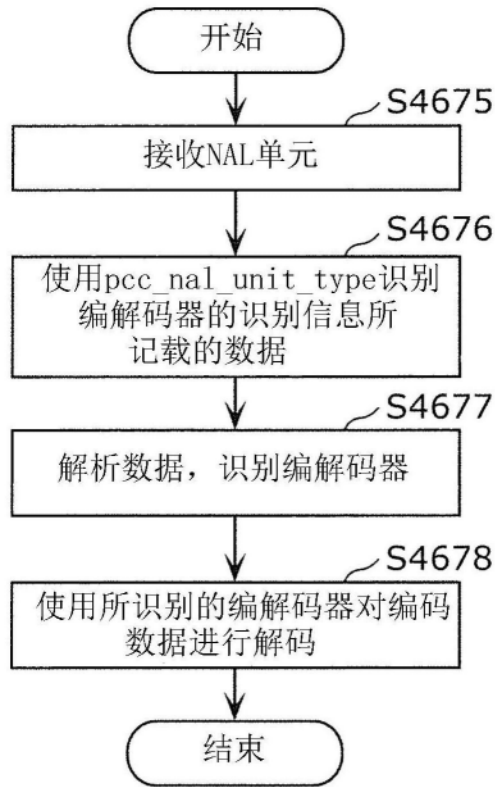 开始
S4675
接收NAL单元
S4676
使用pcc_nal_unit_type识别
编解码器的识别信息所
记载的数据
S4677
解析数据，识别编解码器
S4678
使用所识别的编解码器对编码
数据进行解码
结束